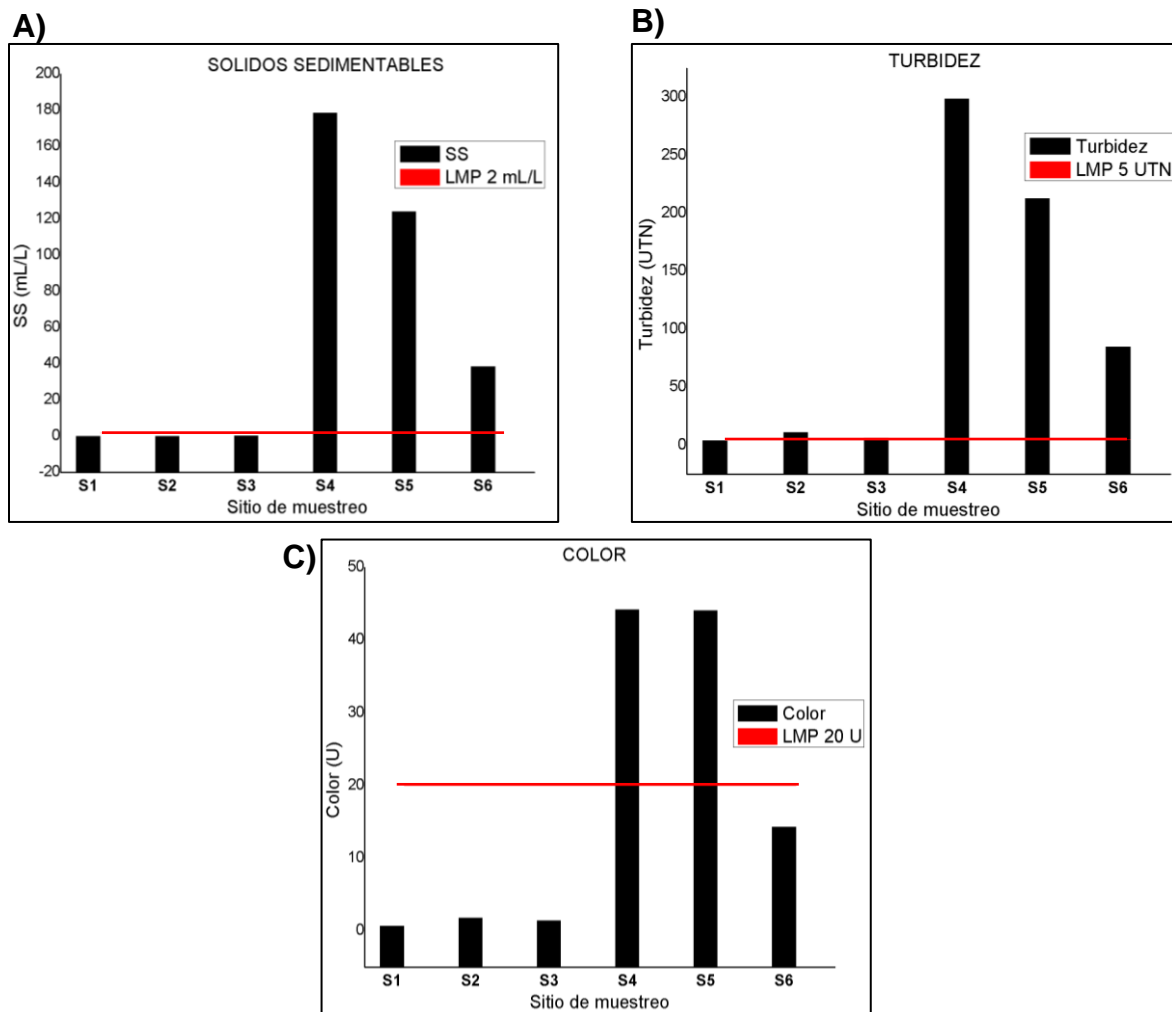 A)
SOLIDOS SEDIMENTABLES
200
180
160
140
120
100
80
60
40
20
0
-20
SS (mL/L)
SS
LMP 2 mL/L
S1 S2 S3 S4 S5 S6
Sitio de muestreo
B)
TURBIDEZ
300
250
200
150
100
50
0
Turbidez (UTN)
Turbidez
LMP 5 UTN
S1 S2 S3 S4 S5 S6
Sitio de muestreo
C)
COLOR
50
40
30
20
10
0
Color (U)
Color
LMP 20 U
S1 S2 S3 S4 S5 S6
Sitio de muestreo